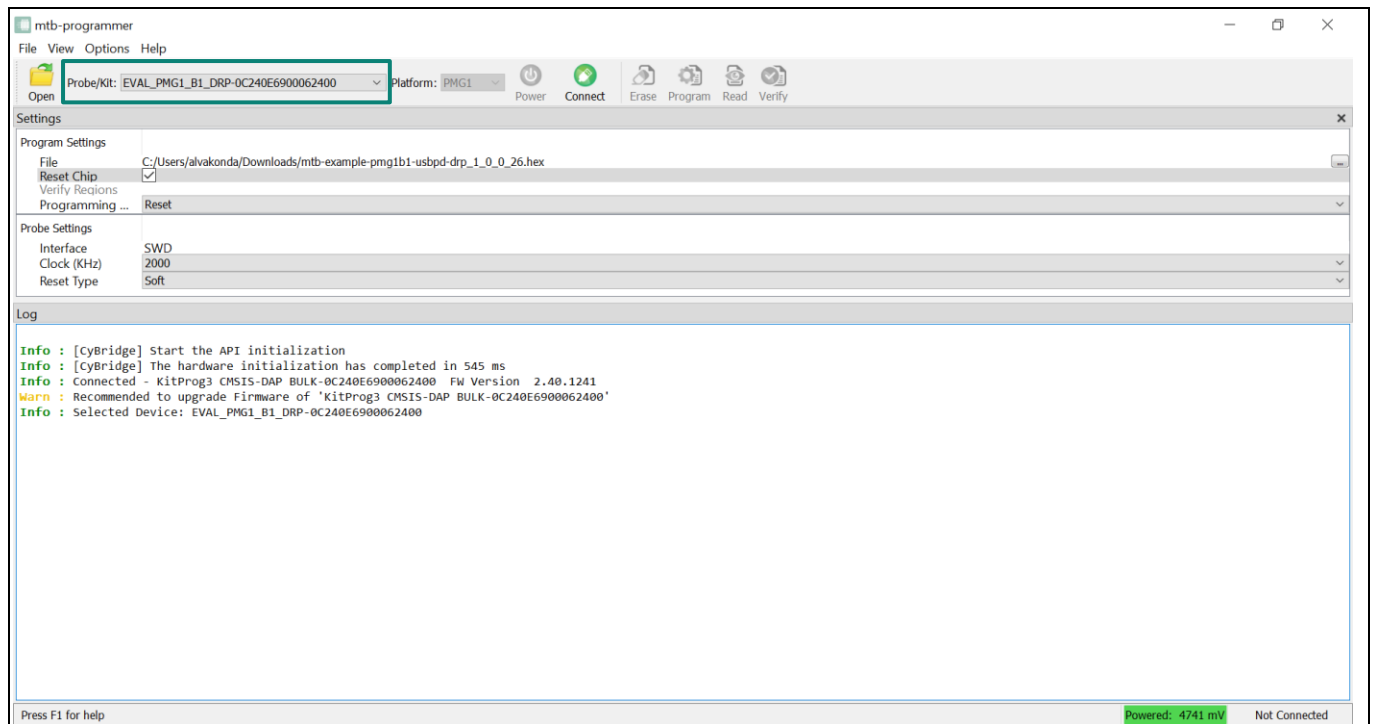 mtb-programmer
File View Options Help
Open Probe/Kit: EVAL_PMG1_B1_DRP-0C240E6900062400 Platform: PMG1 Power Connect Erase Program Read Verify
Settings
Program Settings
File C:/Users/alvakonda/Downloads/mtb-example-pmg1b1-usbpd-drp_1_0_0_26.hex ...
Reset Chip
Verify Regions
Programming ... Reset
Probe Settings
Interface SWD
Clock (KHz) 2000
Reset Type Soft
Log
Info : [CyBridge] Start the API initialization
Info : [CyBridge] The hardware initialization has completed in 545 ms
Info : Connected - KitProg3 CMSIS-DAP BULK-0C240E6900062400 FW Version 2.40.1241
Warn : Recommended to upgrade Firmware of 'KitProg3 CMSIS-DAP BULK-0C240E6900062400'
Info : Selected Device: EVAL_PMG1_B1_DRP-0C240E6900062400
Press F1 for help Powered: 4741 mV Not Connected